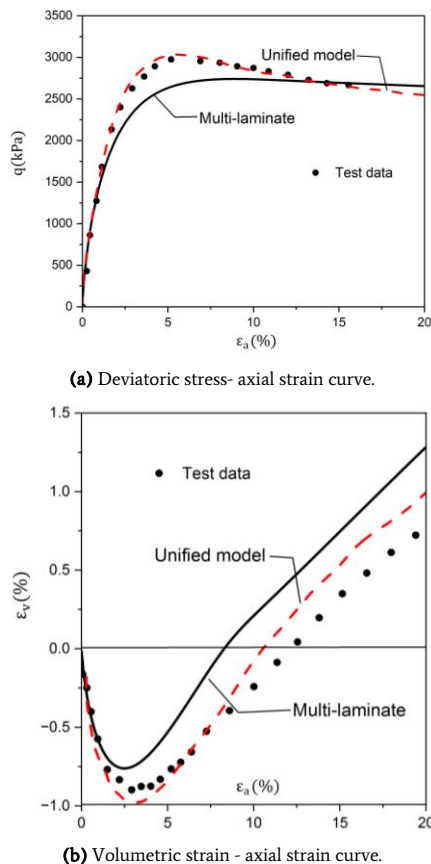 3500
3000
2500
2000
1500
1000
500
0
q(kPa)
Unified model
Multi-laminate
Test data
0 5 10 15 20
εₐ(%)
(a) Deviatoric stress- axial strain curve.
1.5
1.0
0.5
0.0
−0.5
−1.0
εᵥ(%)
Test data
Unified model
Multi-laminate
εₐ(%)
0 5 10 15 20
(b) Volumetric strain - axial strain curve.